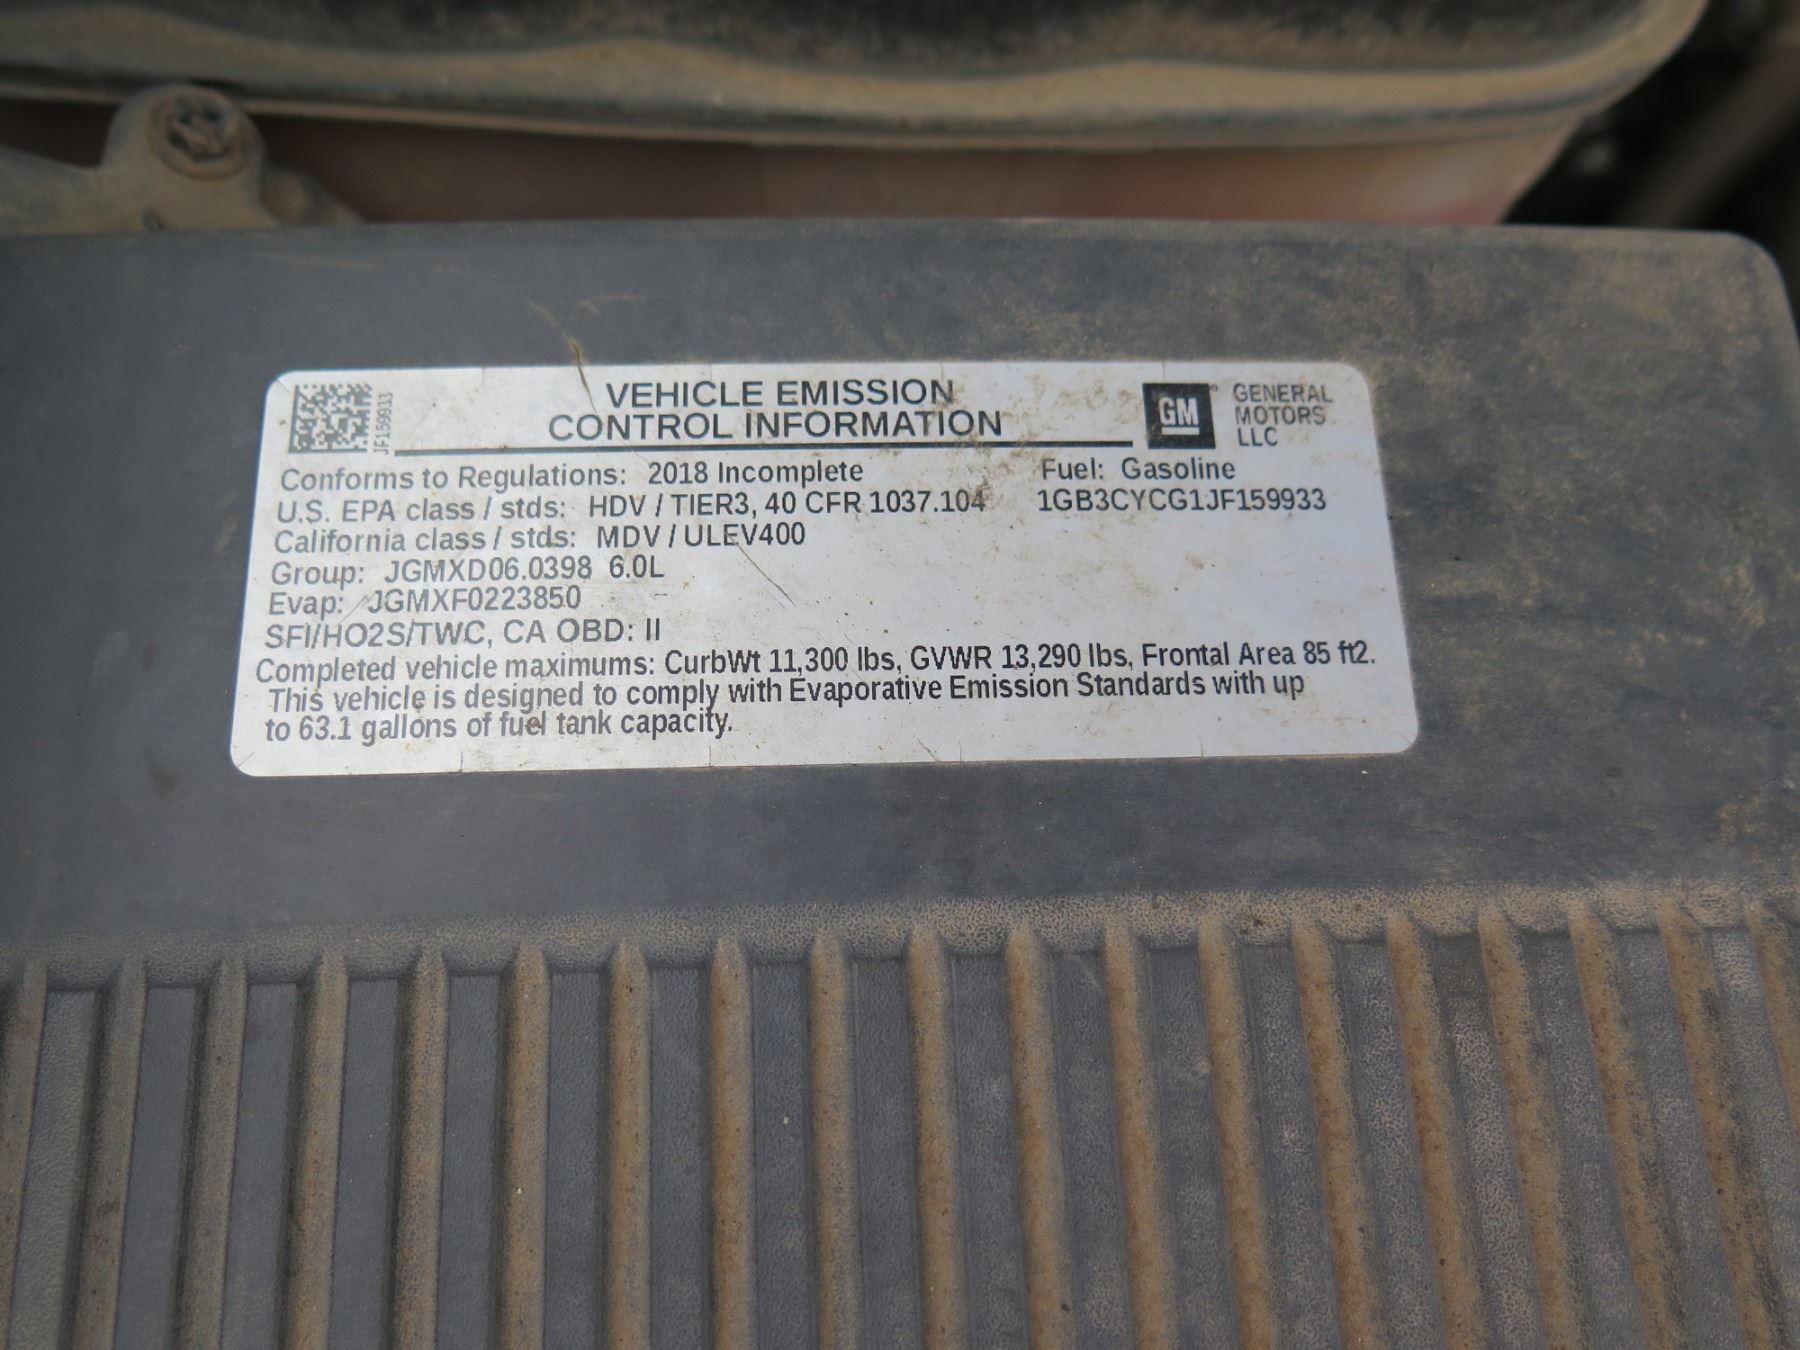 JF159933
VEHICLE EMISSION
CONTROL INFORMATION
GM
GENERAL
MOTORS
LLC
Conforms to Regulations: 2018 Incomplete Fuel: Gasoline
U.S. EPA class / stds: HDV / TIER3, 40 CFR 1037.104 1GB3CYCG1JF159933
California class / stds: MDV / ULEV400
Group: JGMXD06.0398 6.0L
Evap: JGMXF0223850
SFI/HO2S/TWC, CA OBD: II
Completed vehicle maximums: CurbWt 11,300 lbs, GVWR 13,290 lbs, Frontal Area 85 ft2.
This vehicle is designed to comply with Evaporative Emission Standards with up
to 63.1 gallons of fuel tank capacity.